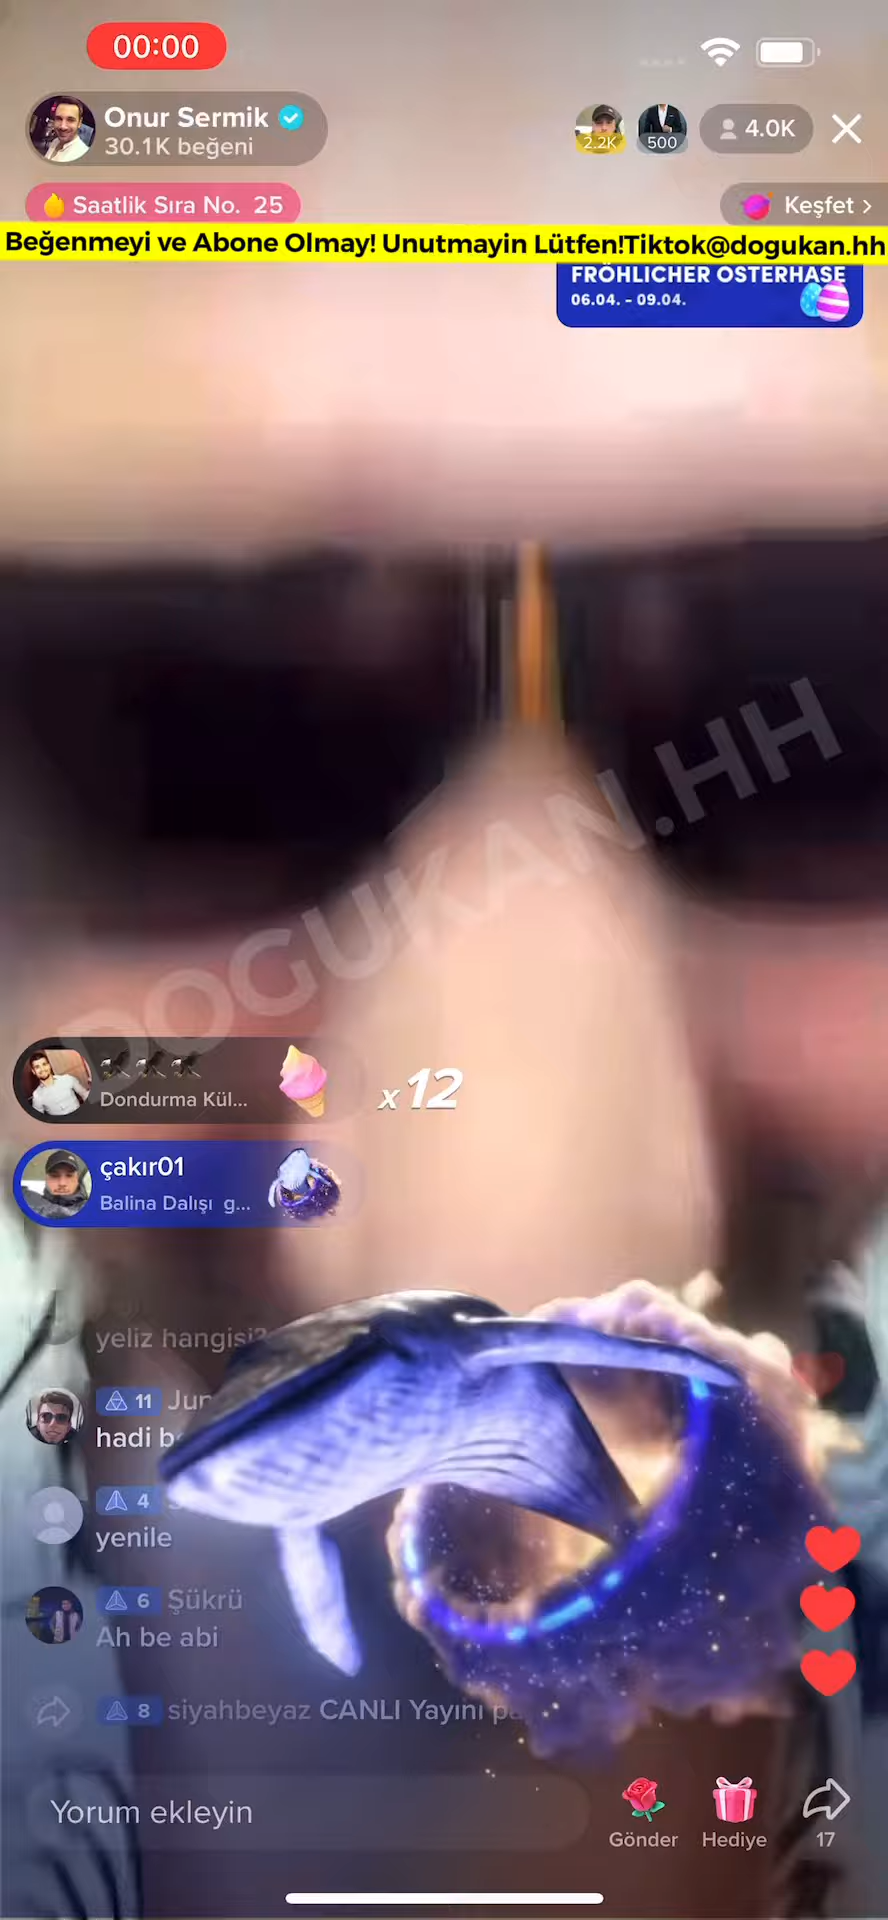 00:00
Onur Sermik
30.1K beğeni
2.2K
500
4.0K
Saatlik Sıra No. 25
Keşfet >
Beğenmeyi ve Abone Olmay! Unutmayin Lütfen!Tiktok@dogukan.hh
FRÖHLICHER OSTERHASE
06.04. - 09.04.
DOGUKAN.HH
Dondurma Kül...
x12
çakır01
Balina Dalışı g...
yeliz hangisi?
11
hadi
4
yenile
6 Şükrü
Ah be abi
8 siyahbeyaz CANLI Yayını
Yorum ekleyin
Gönder
Hediye
17